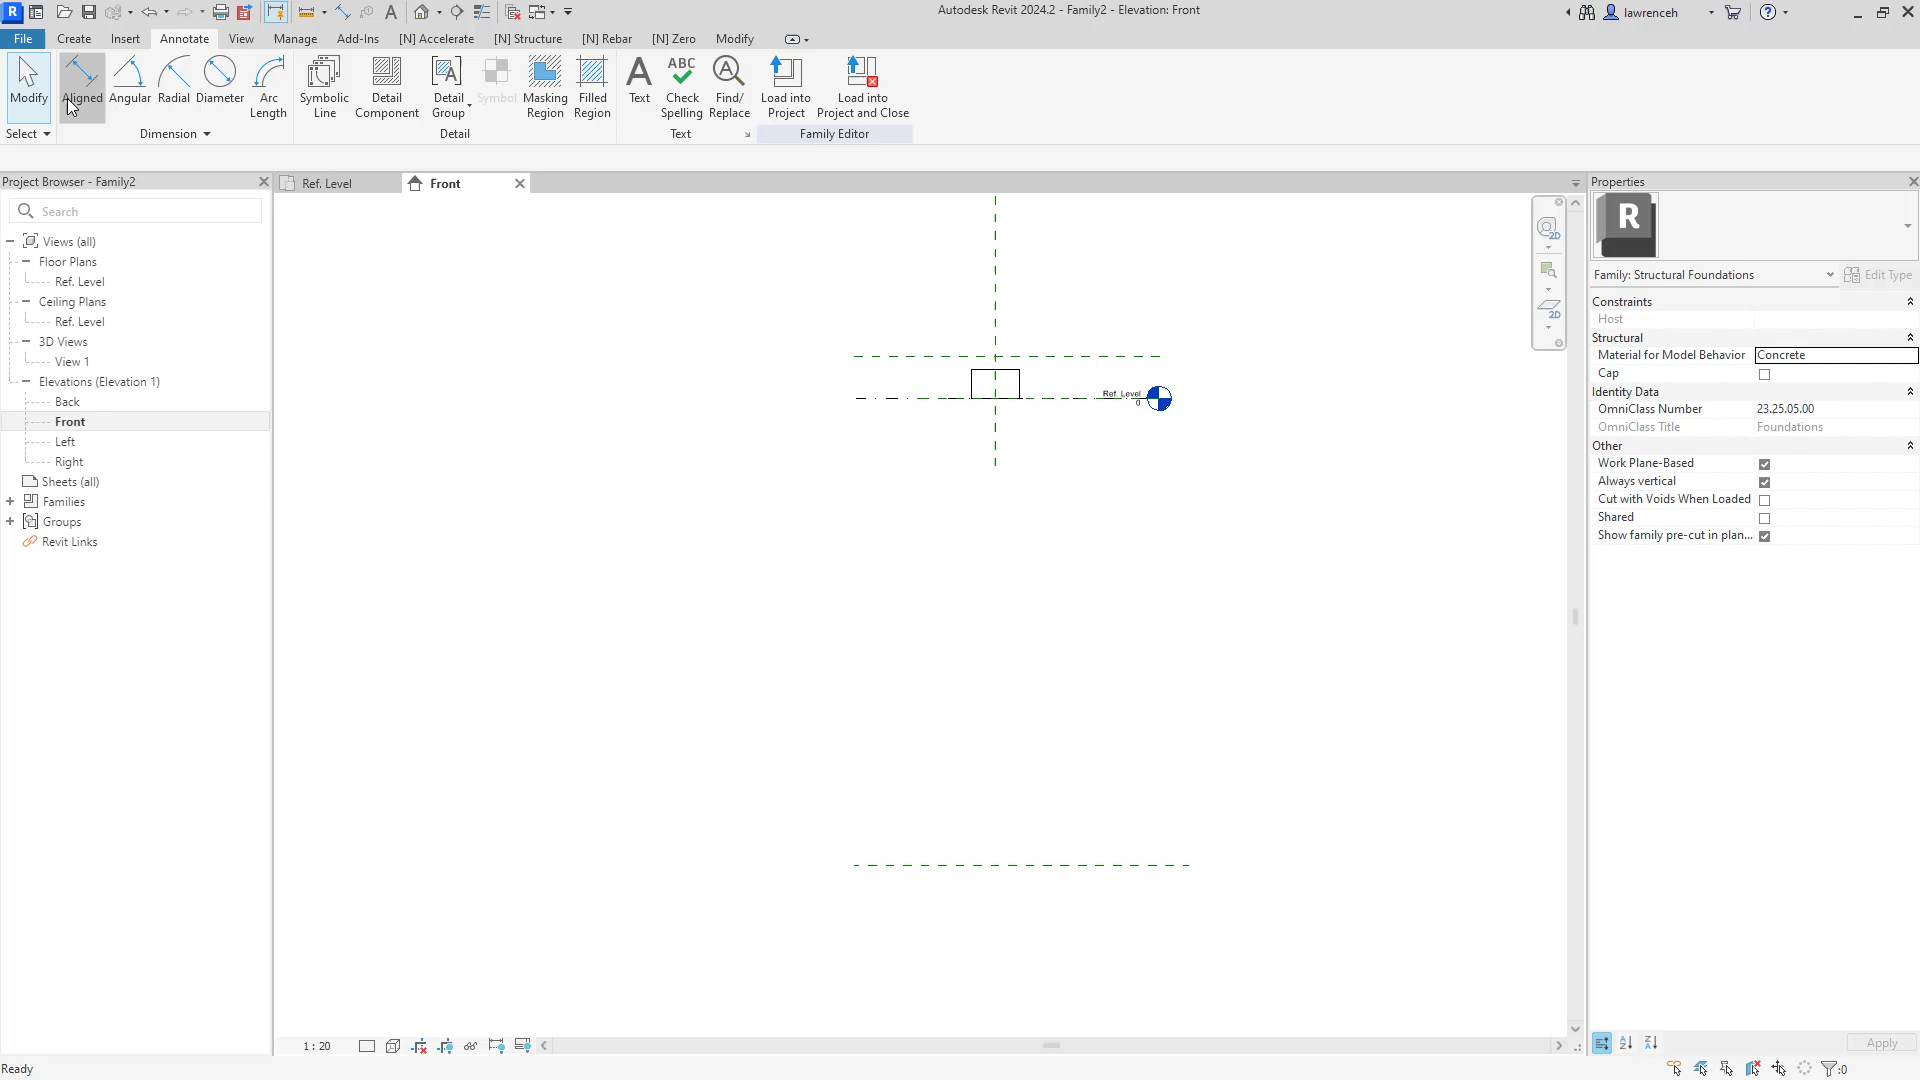 Autodesk Revit 2024.2 - Family2 - Elevation: Front
lawrenceh
File
Create
Insert
Annotate
View
Manage
Add-Ins
[N] Accelerate
[N] Structure
[N] Rebar
[N] Zero
Modify
Modify
Aligned
Angular
Radial
Diameter
Arc
Length
Symbolic
Line
Detail
Component
Detail
Group
Symbol
Masking
Region
Filled
Region
Text
ABC
Check
Spelling
Find/
Replace
Load into
Project
Load into
Project and Close
Select
Dimension
Detail
Text
Family Editor
Project Browser - Family2
Search
Views (all)
Floor Plans
Ref. Level
Ceiling Plans
Ref. Level
3D Views
View 1
Elevations (Elevation 1)
Back
Front
Left
Right
Sheets (all)
Families
Groups
Revit Links
Ref. Level
Front
Ref. Level
0
2D
2D
1 : 20
Properties
R
Family: Structural Foundations
Edit Type
Constraints
Host
Structural
Material for Model Behavior
Concrete
Cap
Identity Data
OmniClass Number
23.25.05.00
OmniClass Title
Foundations
Other
Work Plane-Based
Always vertical
Cut with Voids When Loaded
Shared
Show family pre-cut in plan...
Apply
Ready
:0